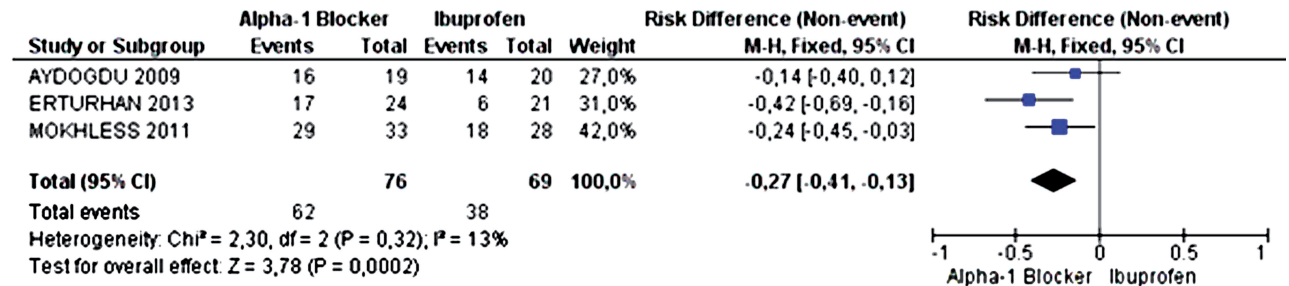 Alpha-1 Blocker Ibuprofen Risk Difference (Non-event) Risk Difference (Non-event)
Study or Subgroup Events Total Events Total Weight M-H, Fixed, 95% CI M-H, Fixed, 95% CI
AYDOGDU 2009 16 19 14 20 27,0% -0,14 [-0,40, 0,12]
ERTURHAN 2013 17 24 6 21 31,0% -0,42 [-0,69, -0,16]
MOKHLESS 2011 29 33 18 28 42,0% -0,24 [-0,45, -0,03]
Total (95% CI) 76 69 100,0% -0,27 [-0,41, -0,13]
Total events 62 38
Heterogeneity: Chi² = 2,30, df = 2 (P = 0,32); I² = 13%
Test for overall effect: Z = 3,78 (P = 0,0002)
-1 -0.5 0 0.5 1
Alpha-1 Blocker Ibuprofen